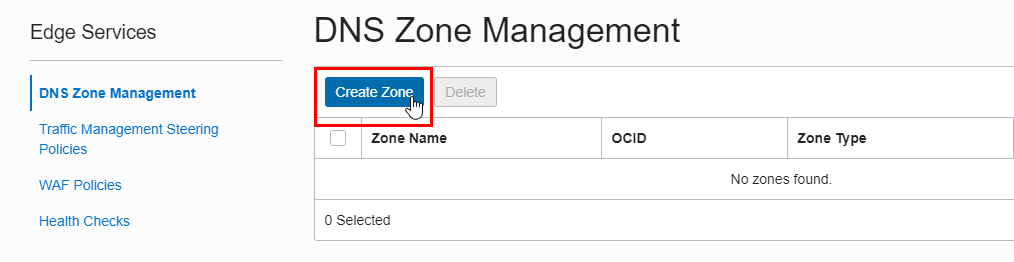 Edge Services
DNS Zone Management
Traffic Management Steering
Policies
WAF Policies
Health Checks
DNS Zone Management
Create Zone Delete
Zone Name OCID Zone Type
No zones found.
0 Selected